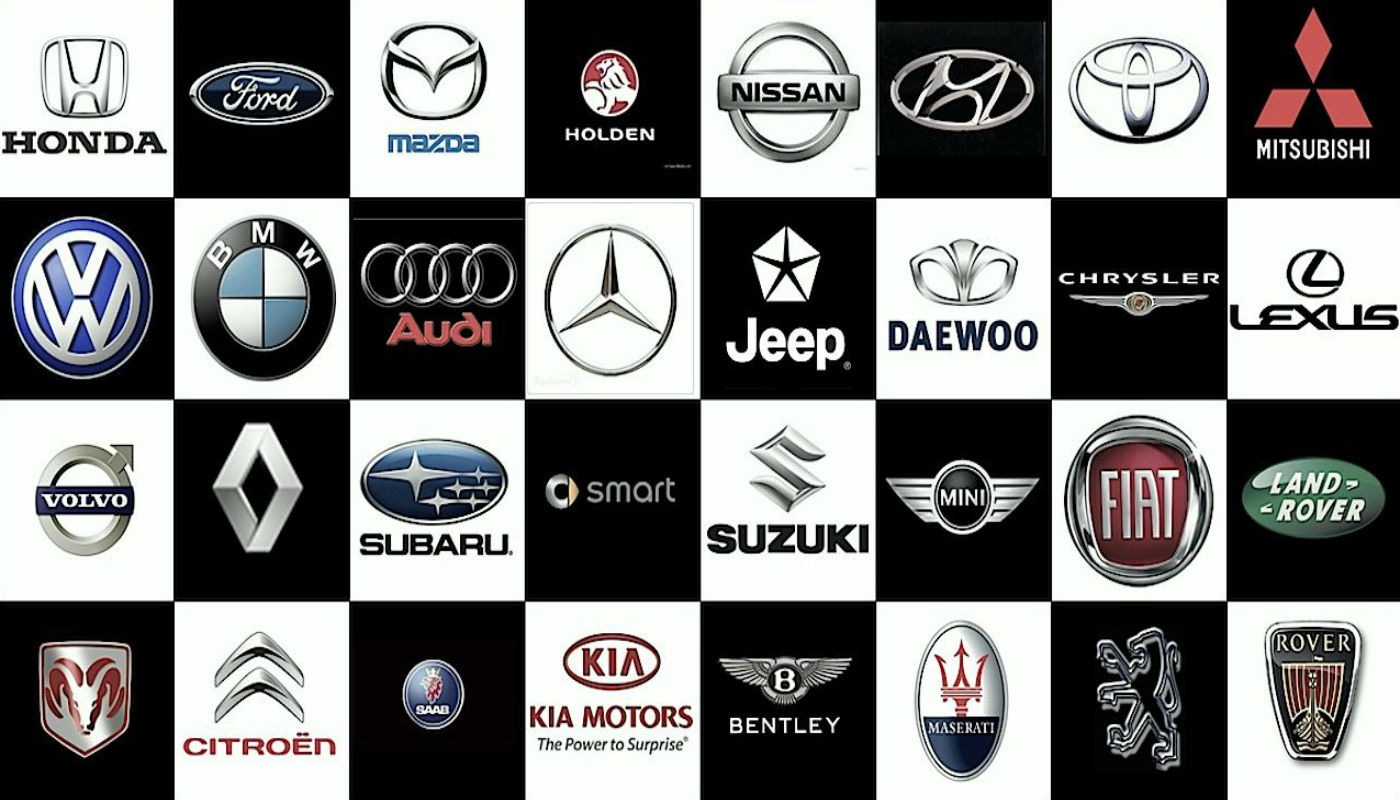 HONDA
Ford
mazda
HOLDEN
NISSAN
MITSUBISHI
BMW
Audi
Jeep®
DAEWOO
CHRYSLER
LEXUS
VOLVO
SUBARU.
smart
SUZUKI
MINI
FIAT
LAND
ROVER
CITROËN
SAAB
KIA
KIA MOTORS
The Power to Surprise®
B
BENTLEY
MASERATI
ROVER